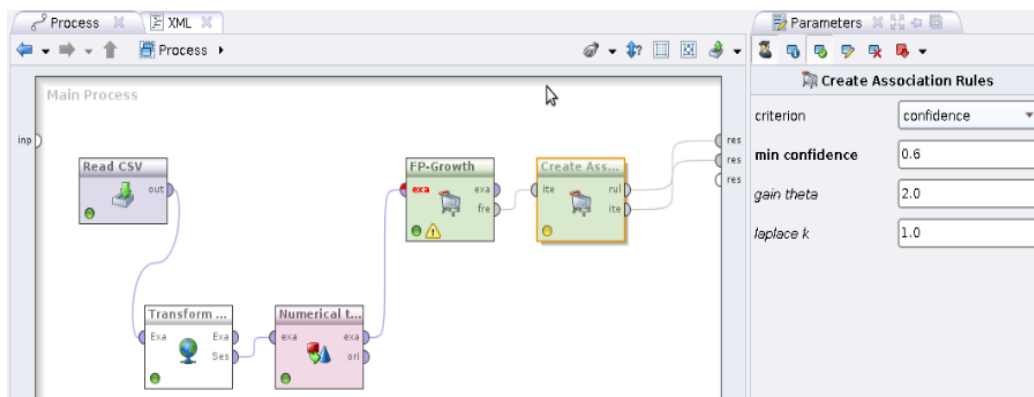 Process
XML
Process
Main Process
inp
Read CSV
out
Transform ...
Exa
Exa
Ses
Numerical t...
exa
exa
ori
FP-Growth
exa
exa
fre
Create Ass...
ite
rul
ite
res
res
res
Parameters
Create Association Rules
criterion
confidence
min confidence
0.6
gain theta
2.0
laplace k
1.0